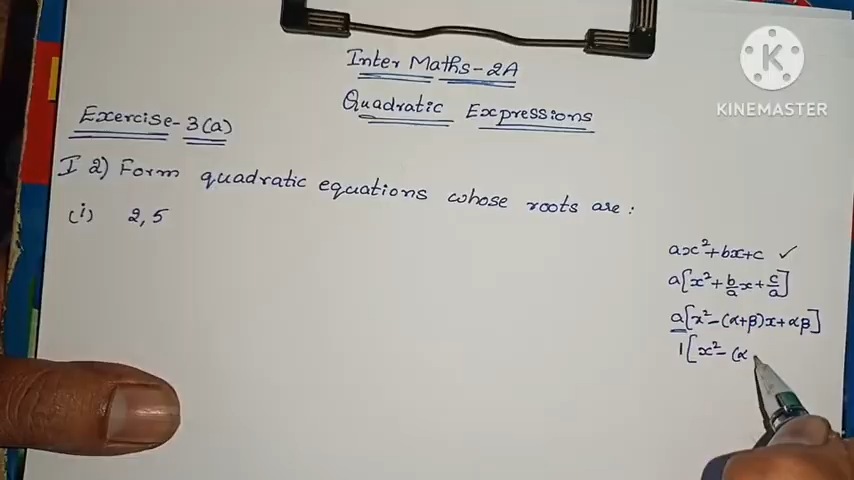 Inter Maths-2A
Quadratic Expressions
Exercise-3(a)
I 2) Form quadratic equations whose roots are :
(i) 2, 5
ax²+bx+c ✓
a[x²+b/a x+c/a]
a[x²-(α+β)x+αβ]
1[x²-(α
K
KINEMASTER